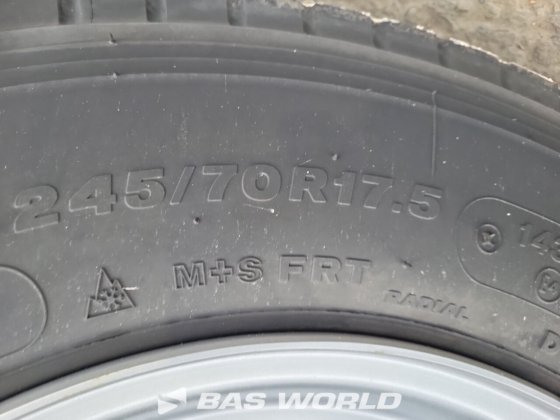 245/70R17.5
M+S FRT
RADIAL
BAS WORLD